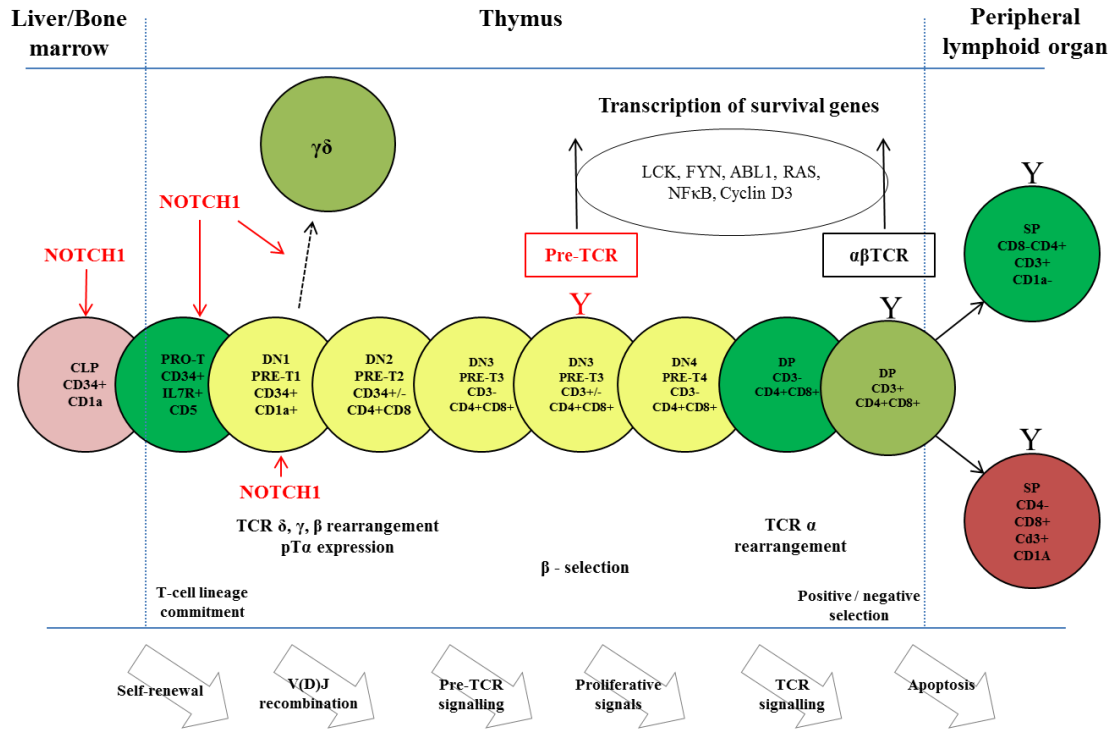 Liver/Bone
marrow
Thymus
Peripheral
lymphoid organ
γδ
Transcription of survival genes
LCK, FYN, ABL1, RAS,
NFκB, Cyclin D3
NOTCH1
NOTCH1
Pre-TCR
αβTCR
Y
SP
CD8-CD4+
CD3+
CD1a-
Y
Y
CLP
CD34+
CD1a
PRO-T
CD34+
IL7R+
CD5
DN1
PRE-T1
CD34+
CD1a+
DN2
PRE-T2
CD34+/-
CD4+CD8
DN3
PRE-T3
CD3-
CD4+CD8+
DN3
PRE-T3
CD3+/-
CD4+CD8+
DN4
PRE-T4
CD3-
CD4+CD8+
DP
CD3-
CD4+CD8+
DP
CD3+
CD4+CD8+
Y
SP
CD4-
CD8+
Cd3+
CD1A
NOTCH1
TCR δ, γ, β rearrangement
pTα expression
TCR α
rearrangement
β - selection
T-cell lineage
commitment
Positive / negative
selection
Self-renewal
V(D)J
recombination
Pre-TCR
signalling
Proliferative
signals
TCR
signalling
Apoptosis